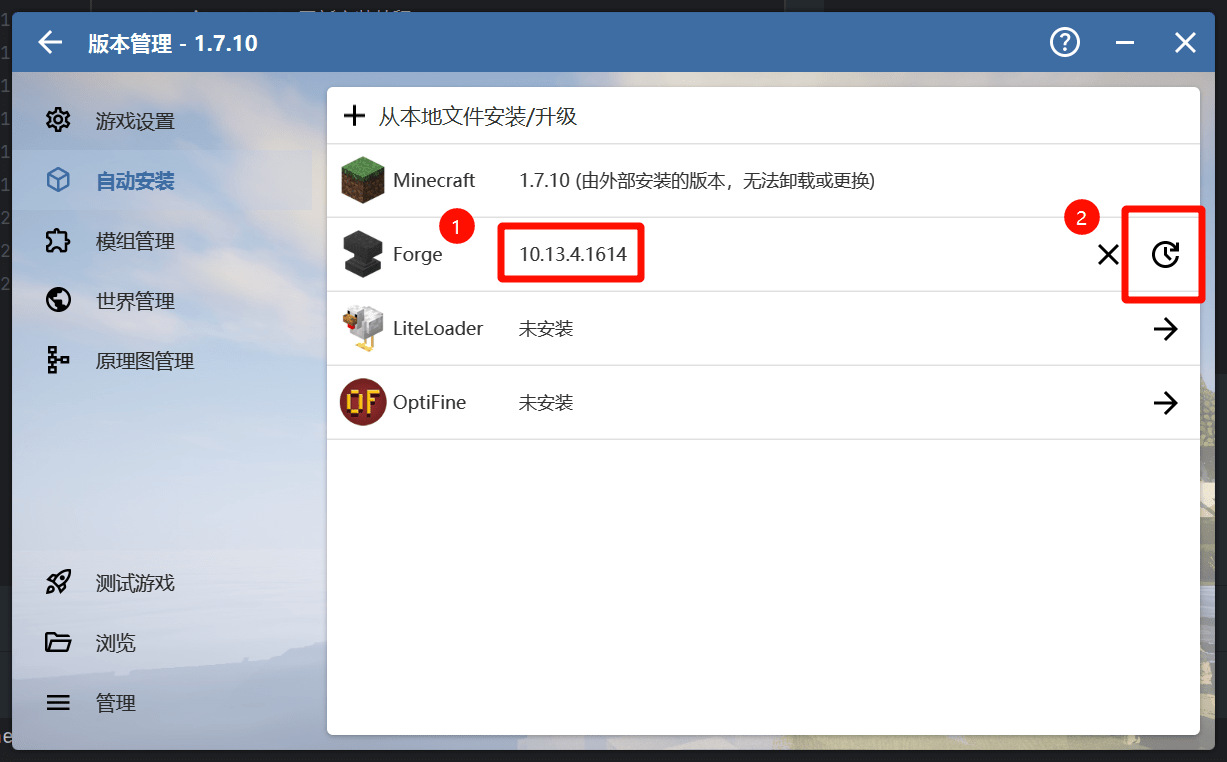 版本管理 - 1.7.10
游戏设置
自动安装
模组管理
世界管理
原理图管理
测试游戏
浏览
管理
从本地文件安装/升级
Minecraft 1.7.10 (由外部安装的版本，无法卸载或更换)
1
2
Forge 10.13.4.1614
LiteLoader 未安装
OF OptiFine 未安装